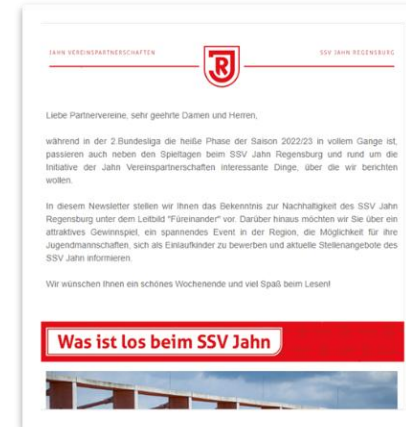 JAHN VEREINSPARTNERSCHAFTEN
SSV JAHN REGENSBURG
Liebe Partnervereine, sehr geehrte Damen und Herren,
während in der 2.Bundesliga die heiße Phase der Saison 2022/23 in vollem Gange ist,
passieren auch neben den Spieltagen beim SSV Jahn Regensburg und rund um die
Initiative der Jahn Vereinspartnerschaften interessante Dinge, über die wir berichten
wollen.
In diesem Newsletter stellen wir Ihnen das Bekenntnis zur Nachhaltigkeit des SSV Jahn
Regensburg unter dem Leitbild "Füreinander" vor. Darüber hinaus möchten wir Sie über ein
attraktives Gewinnspiel, ein spannendes Event in der Region, die Möglichkeit für ihre
Jugendmannschaften, sich als Einlaufkinder zu bewerben und aktuelle Stellenangebote des
SSV Jahn informieren.
Wir wünschen Ihnen ein schönes Wochenende und viel Spaß beim Lesen!
Was ist los beim SSV Jahn